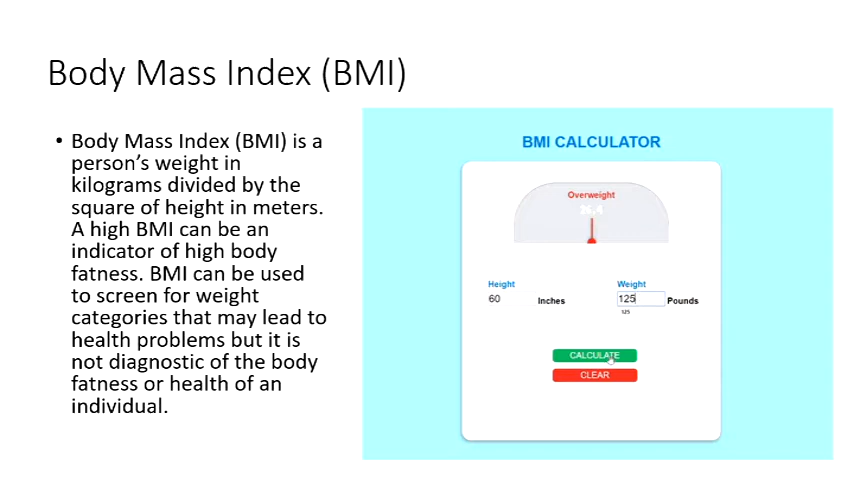 Body Mass Index (BMI)
• Body Mass Index (BMI) is a
person's weight in
kilograms divided by the
square of height in meters.
A high BMI can be an
indicator of high body
fatness. BMI can be used
to screen for weight
categories that may lead to
health problems but it is
not diagnostic of the body
fatness or health of an
individual.
BMI CALCULATOR
Overweight
Height
Weight
60
Inches
125
Pounds
125
CALCULATE
CLEAR